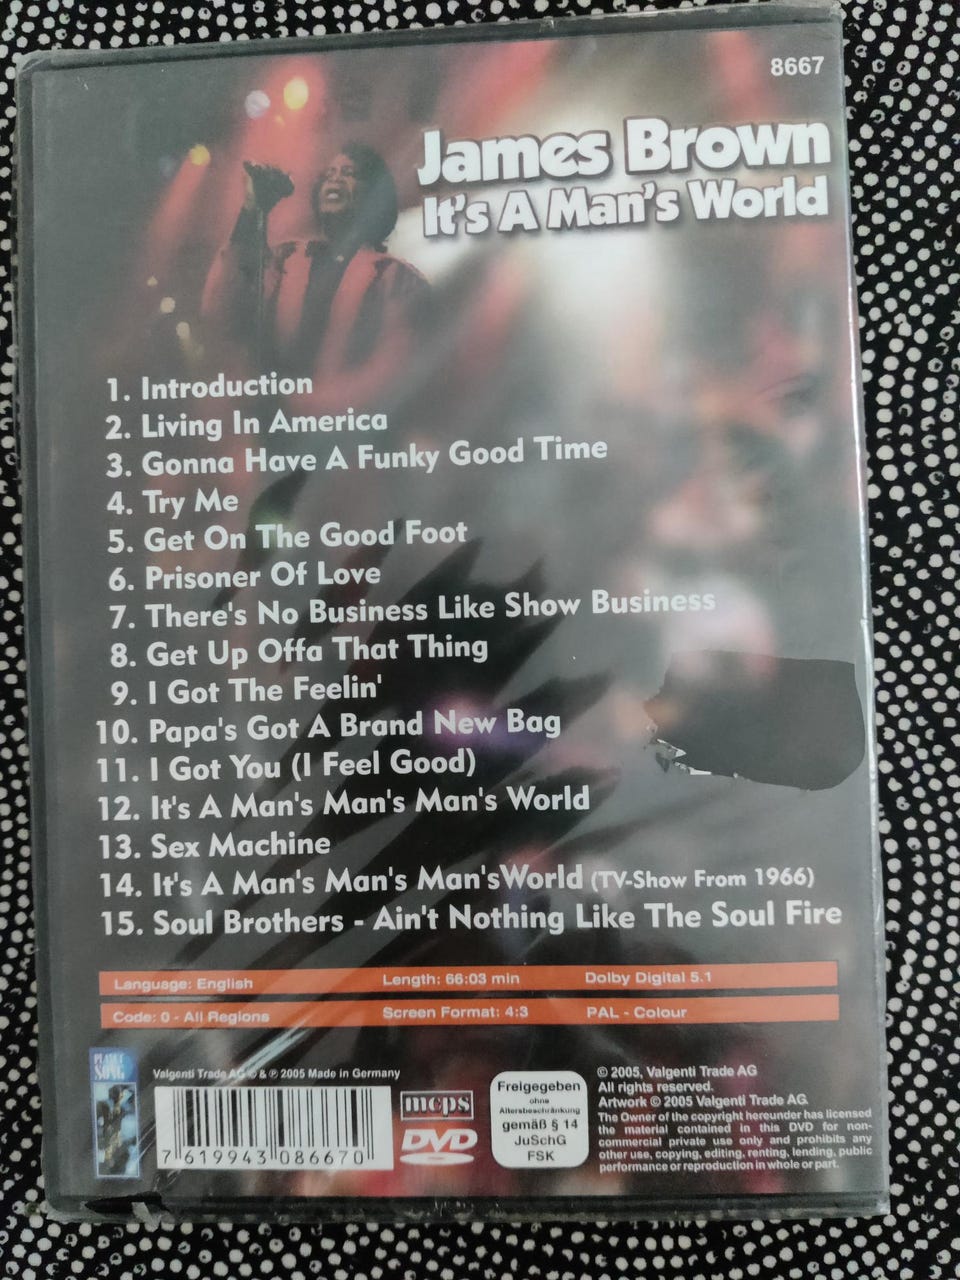 8667
James Brown
It's A Man's World
1. Introduction
2. Living In America
3. Gonna Have A Funky Good Time
4. Try Me
5. Get On The Good Foot
6. Prisoner Of Love
7. There's No Business Like Show Business
8. Get Up Offa That Thing
9. I Got The Feelin'
10. Papa's Got A Brand New Bag
11. I Got You (I Feel Good)
12. It's A Man's Man's Man's World
13. Sex Machine
14. It's A Man's Man's Man'sWorld (TV-Show From 1966)
15. Soul Brothers - Ain't Nothing Like The Soul Fire
Language: English Length: 66:03 min Dolby Digital 5.1
Code: 0 - All Regions Screen Format: 4:3 PAL - Colour
PLANET
SONG
Valgenti Trade AG © & ℗ 2005 Made in Germany
7 619943 086670
mcps
DVD
Freigegeben
ohne
Altersbeschränkung
gemäß § 14
JuSchG
FSK
© 2005, Valgenti Trade AG
All rights reserved.
Artwork © 2005 Valgenti Trade AG
The Owner of the copyright hereunder has licensed
the material contained in this DVD for non-
commercial private use only and prohibits any
other use, copying, editing, renting, lending, public
performance or reproduction in whole or part.